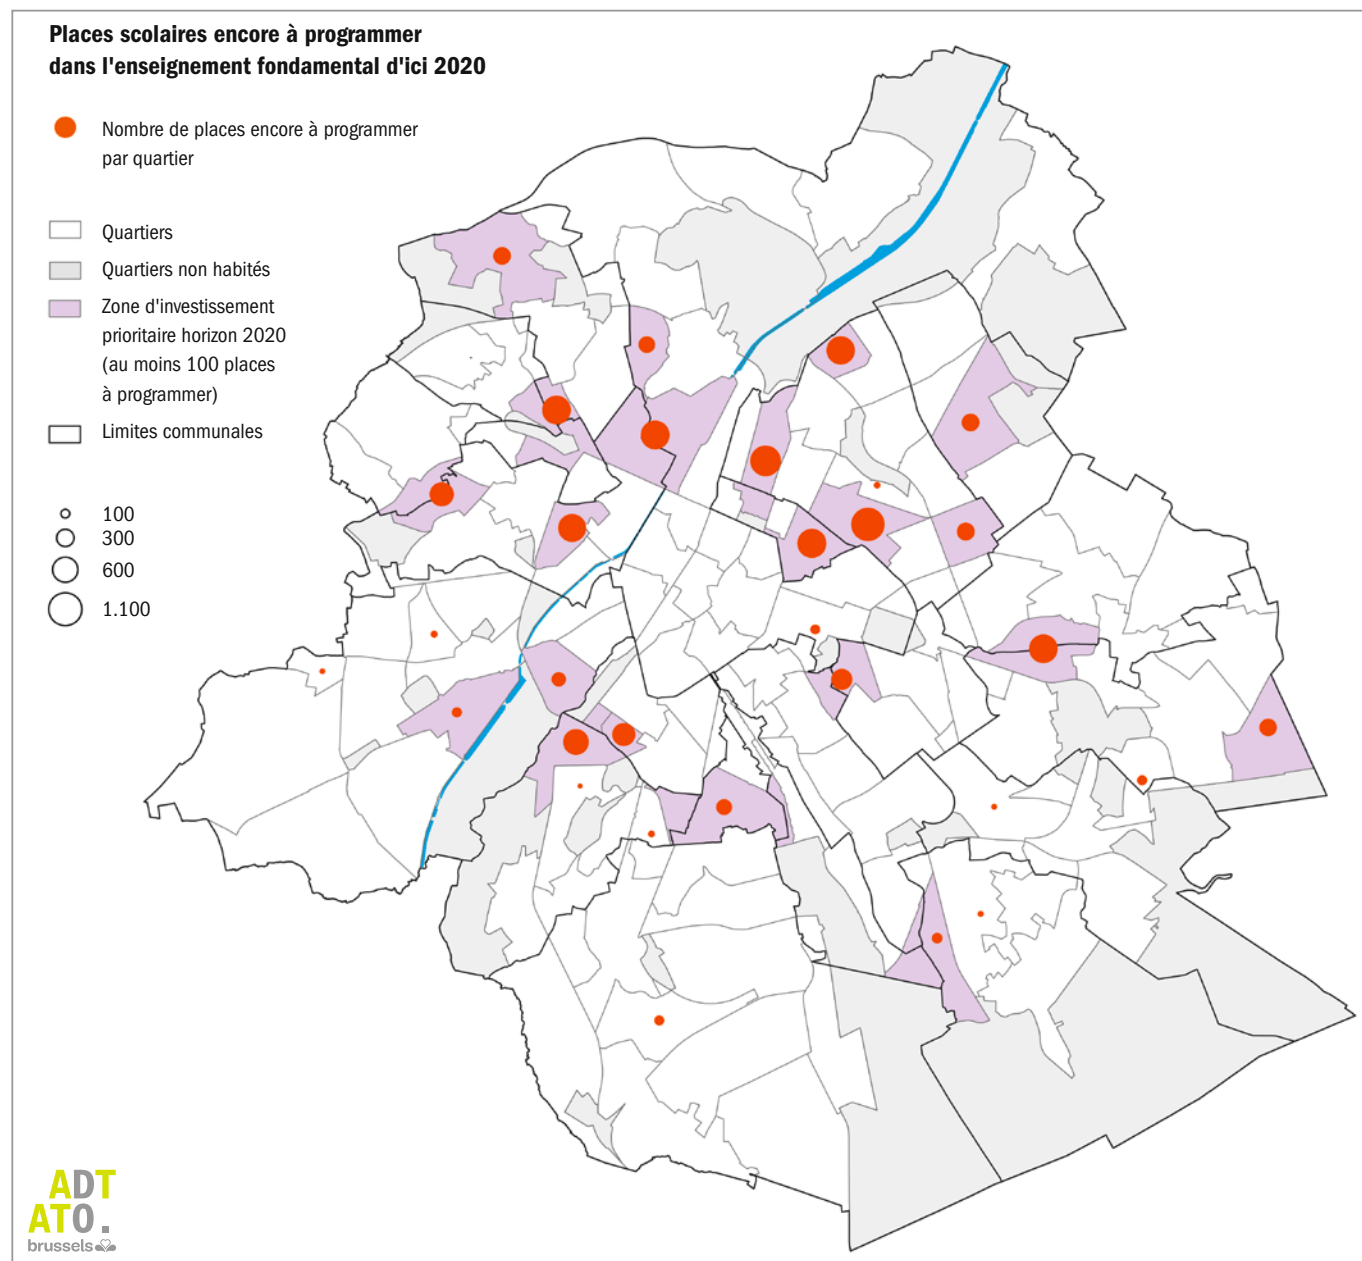 Places scolaires encore à programmer
dans l'enseignement fondamental d'ici 2020
Nombre de places encore à programmer
par quartier
Quartiers
Quartiers non habités
Zone d'investissement
prioritaire horizon 2020
(au moins 100 places
à programmer)
Limites communales
100
300
600
1.100
ADT
ATO.
brussels